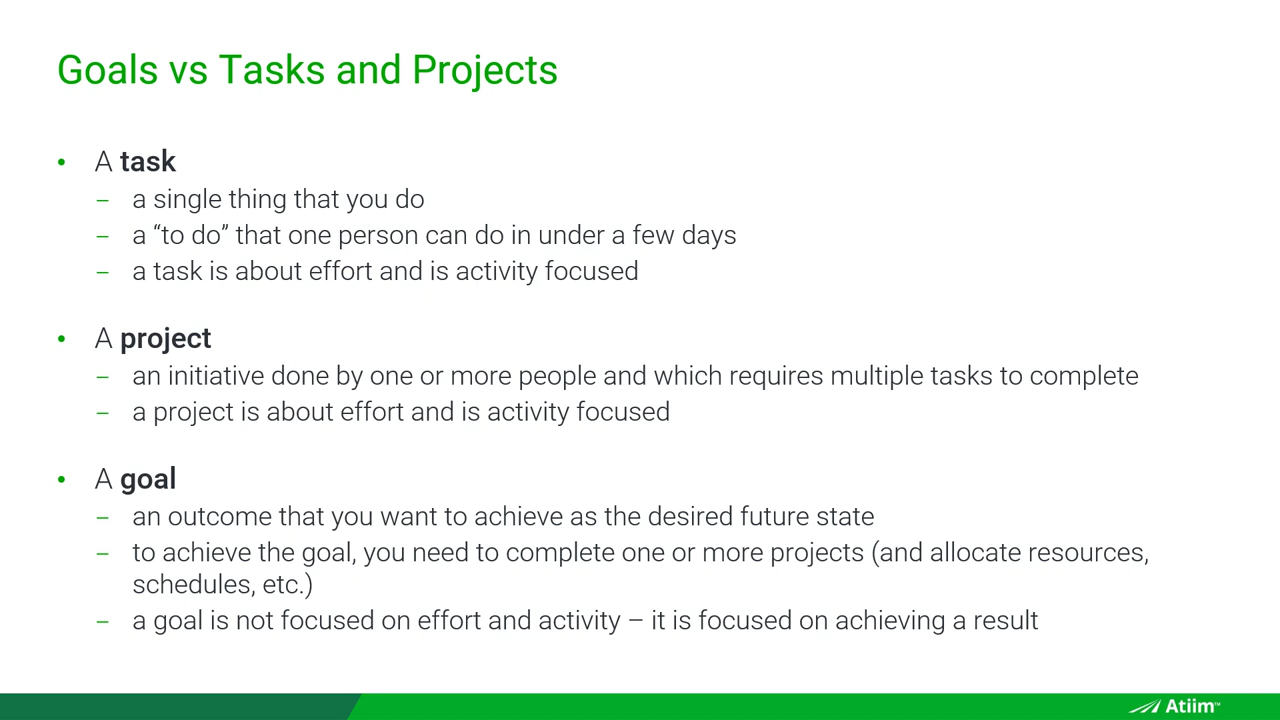 Goals vs Tasks and Projects
• A task
– a single thing that you do
– a “to do” that one person can do in under a few days
– a task is about effort and is activity focused
• A project
– an initiative done by one or more people and which requires multiple tasks to complete
– a project is about effort and is activity focused
• A goal
– an outcome that you want to achieve as the desired future state
– to achieve the goal, you need to complete one or more projects (and allocate resources,
schedules, etc.)
– a goal is not focused on effort and activity – it is focused on achieving a result
Atiim™